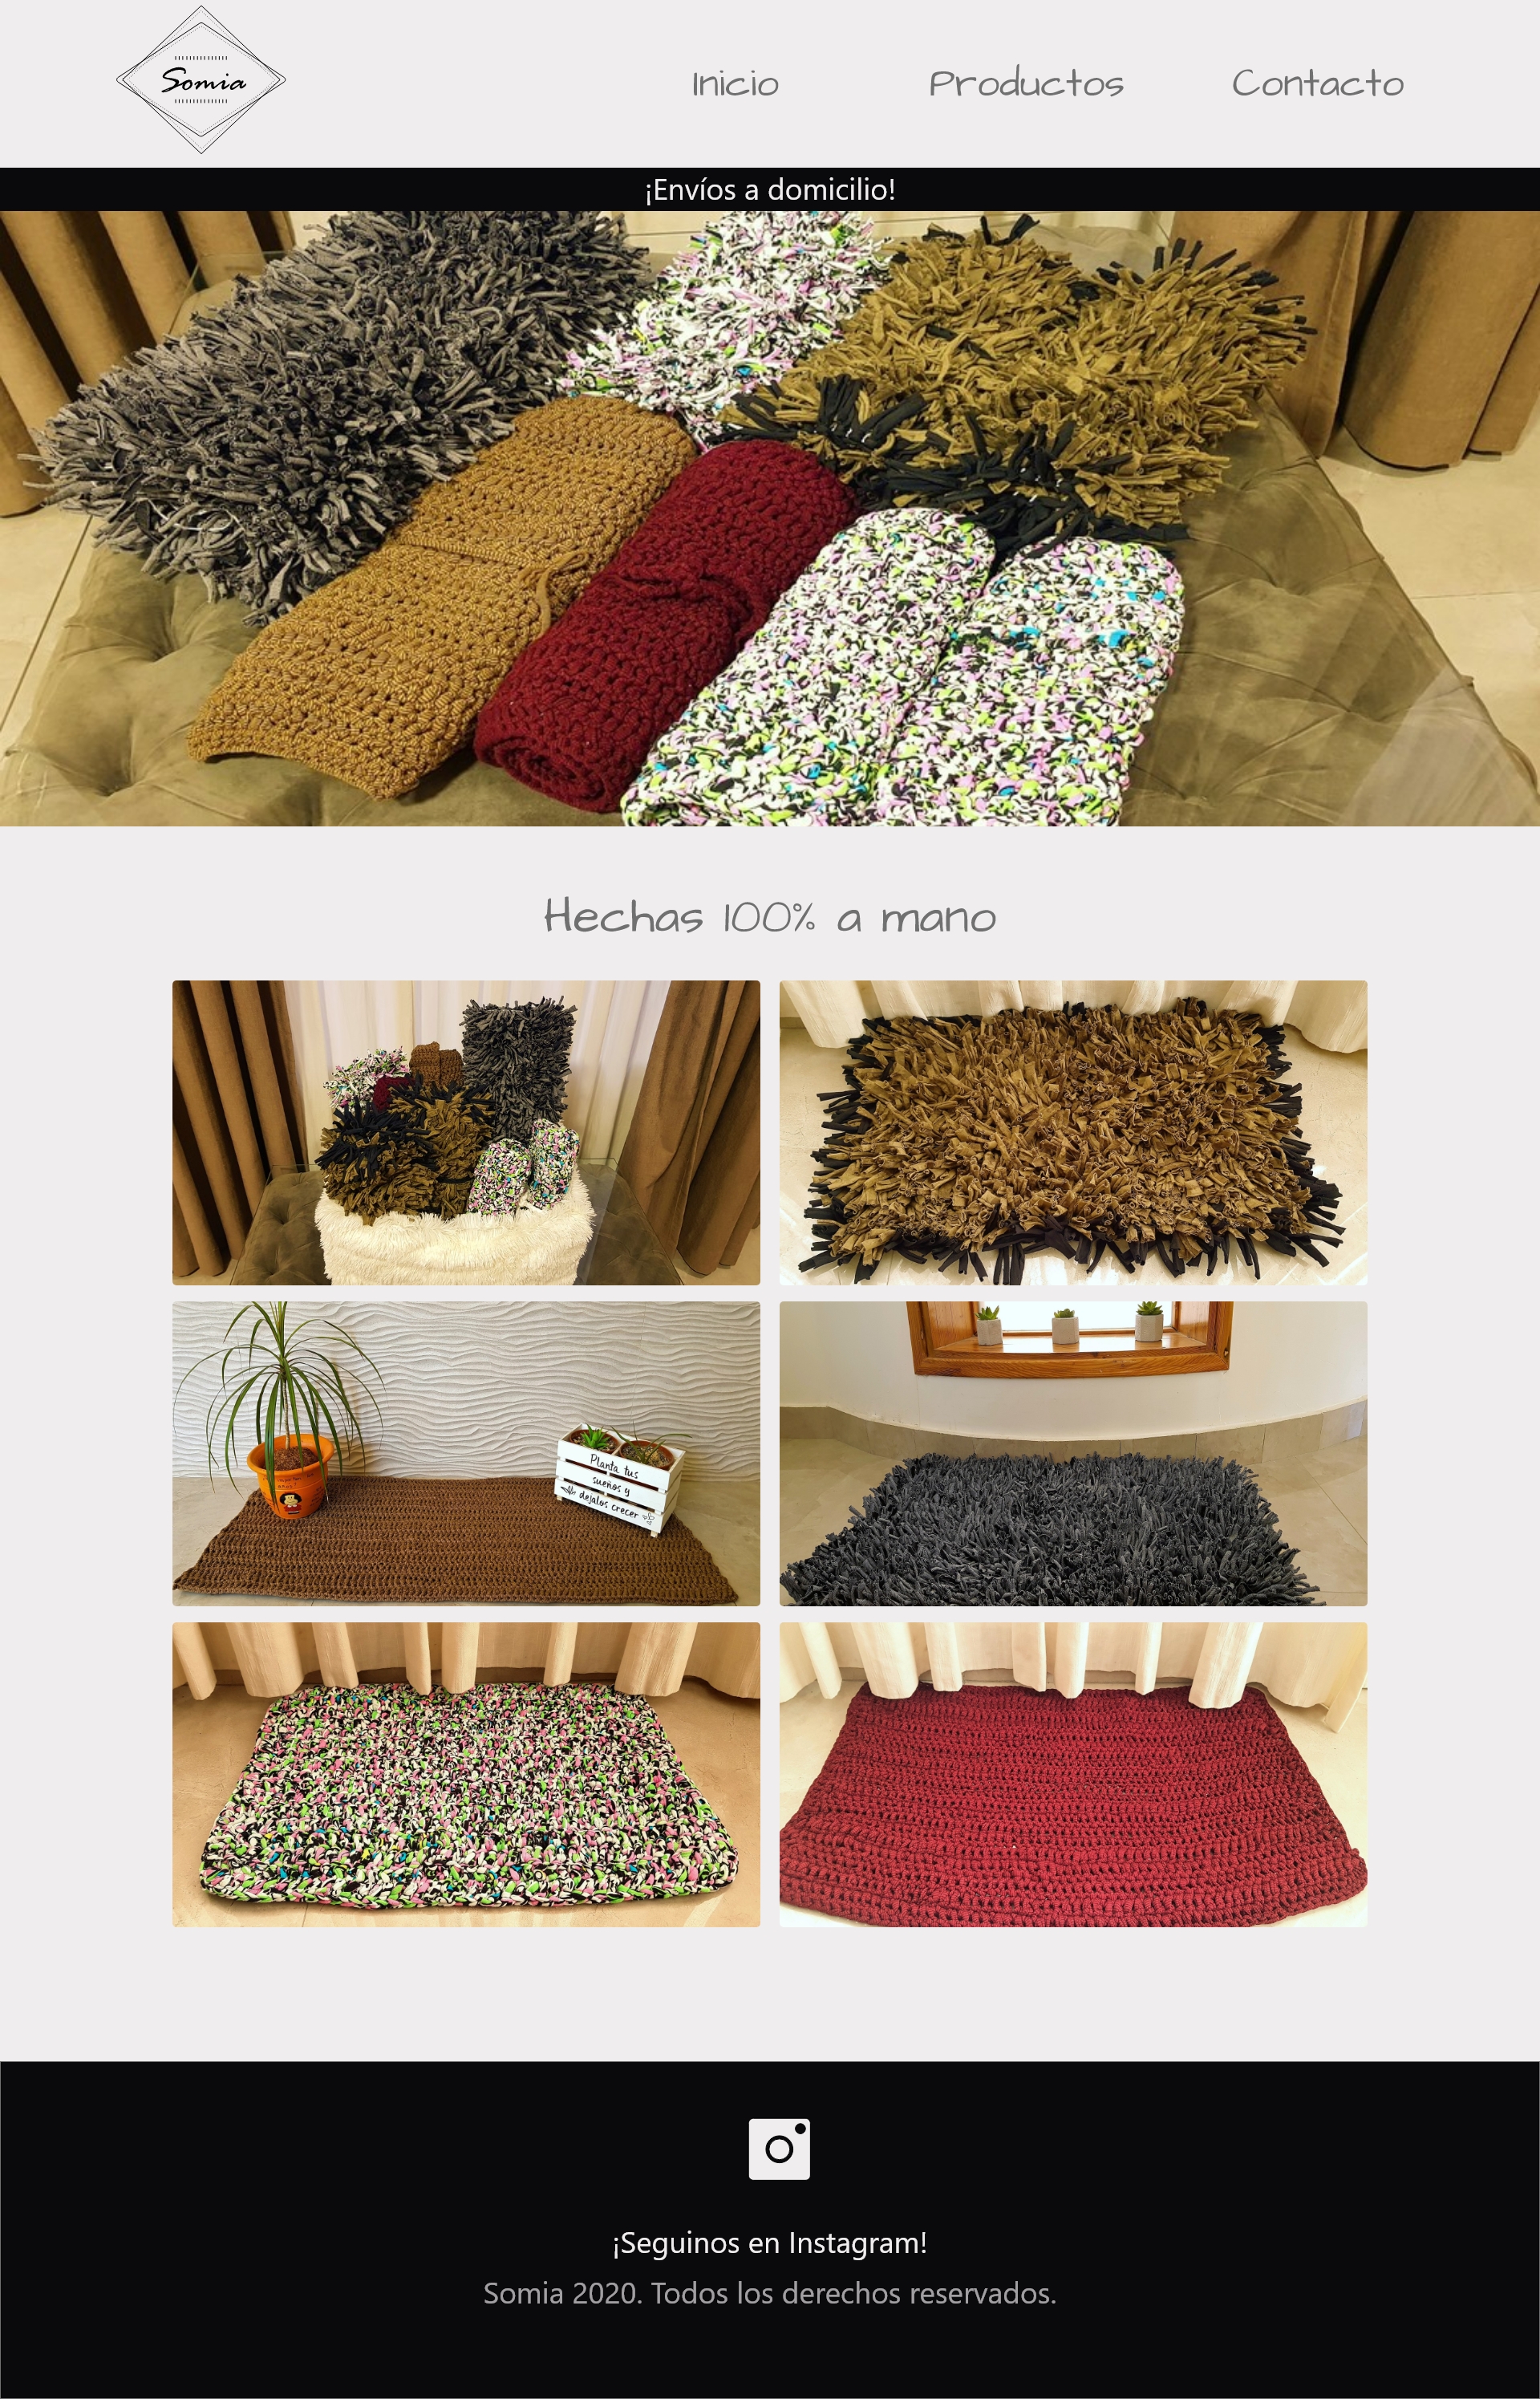 Somia
Inicio
Productos
Contacto
¡Envíos a domicilio!
Hechas 100% a mano
Planta tus
sueños y
dejalos crecer
¡Seguinos en Instagram!
Somia 2020. Todos los derechos reservados.